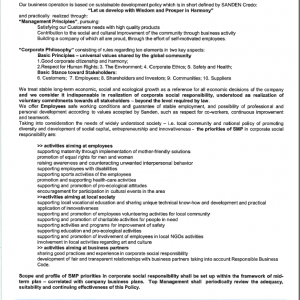 Our business operation is based on sustainable development policy which is in short defined by SANDEN Credo:
"Let us develop with Wisdom and Prosper in Harmony"
and practically realised through:
"Management Principles", pursuing:
Satisfying our Customers needs with high quality products
Contribution to the social and cultural improvement of the community through business activity
Building a company of which all are proud, through the effort of self-motivated employees.
"Corporate Philosophy" consisting of rules regarding ten elements in two key aspects:
Basic Principles – universal values shared by the global community
1.Good corporate citizenship and harmony;
2.Respect for Human Rights; 3. The Environment; 4. Corporate Ethics; 5. Safety and Health;
Basic Stance toward Stakeholders:
6. Customers; 7. Employees; 8. Shareholders and Investors; 9. Communities; 10. Suppliers
We treat stable long-term economic, social and ecological growth as a reference for all decisions of the company
and we consider it indispensable in realization of corporate social responsibility, understood as realization of
voluntary commitments towards all stakeholders - beyond the level required by law.
We offer Employees safe working conditions and guarantee of stable employment, and possibility of professional and
personal development according to values accepted by Sanden, such as respect for co-workers, continuous improvement
and teamwork.
Taking into consideration the needs of widely understood society – i.e. local community and national policy of promoting
diversity and development of social capital, entrepreneurship and innovativeness - the priorities of SMP in corporate social
responsibility are:
>> activities aiming at employees
supporting maternity through implementation of mother-friendly solutions
promotion of equal rights for men and women
raising awareness and counteracting unwanted interpersonal behaviour
supporting employees with disabilities
supporting sports activities of the employees
promotion and supporting health-care activities
supporting and promotion of pro-ecological attitudes
encouragement for participation in cultural events in the area
>>activities aiming at local society
supporting local vocational education and sharing unique technical know-how and development and practical
application of innovativeness
supporting and promotion of employees volunteering for local community
supporting and promotion of charitable activities for people in need
supporting activities and programs for improvement of safety
supporting education and pro-ecological activities
supporting and promotion of involvement of employees in local NGOs activities
involvement in local activities regarding art and culture
>> activities aiming at business partners
sharing good practices and experience in corporate social responsibility
development of fair and transparent relationships with business partners taking into account Responsible Business
Code.
Scope and profile of SMP priorities in corporate social responsibility shall be set up within the framework of mid-
term plan – correlated with company business plans. Top Management shall periodically review the adequacy,
suitability and continuing effectiveness of this Policy.